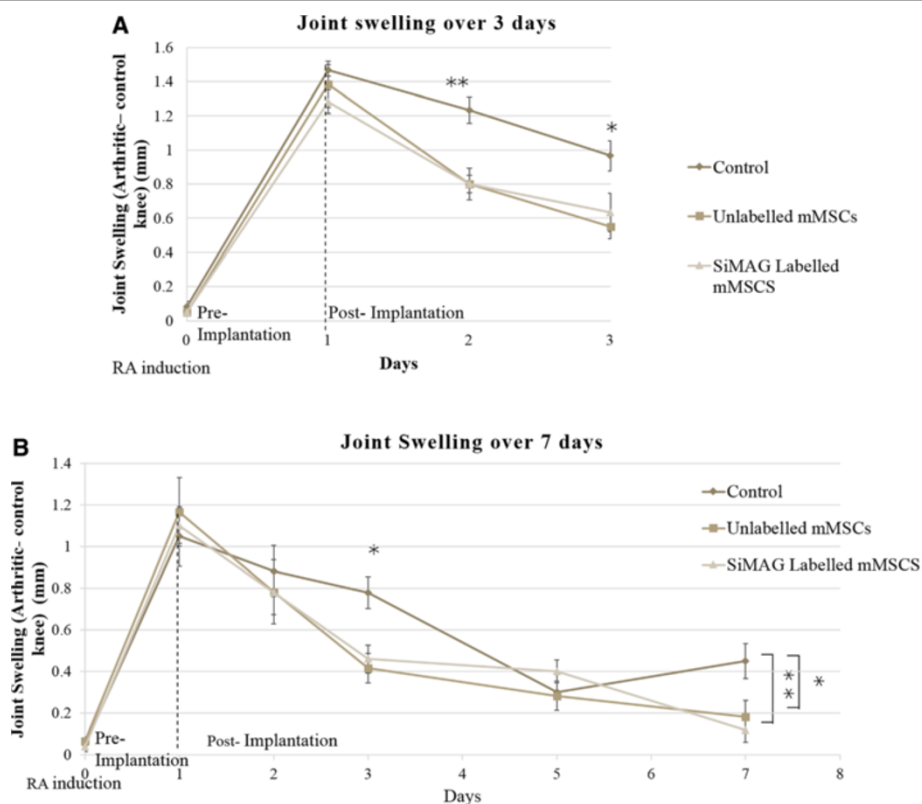 A
Joint swelling over 3 days
Joint Swelling (Arthritic– control
knee) (mm)
1.6
1.4
1.2
1
0.8
0.6
0.4
0.2
0
**
*
Control
Unlabelled mMSCs
SiMAG Labelled
mMSCS
Pre-
Implantation
Post- Implantation
0
1
2
3
RA induction
Days
B
Joint Swelling over 7 days
Joint Swelling (Arthritic- control
knee) (mm)
1.4
1.2
1
0.8
0.6
0.4
0.2
0
*
Control
Unlabelled mMSCs
SiMAG Labelled mMSCS
**
*
Pre-
Implantation
Post- Implantation
0
1
2
3
4
5
6
7
8
RA induction
Days